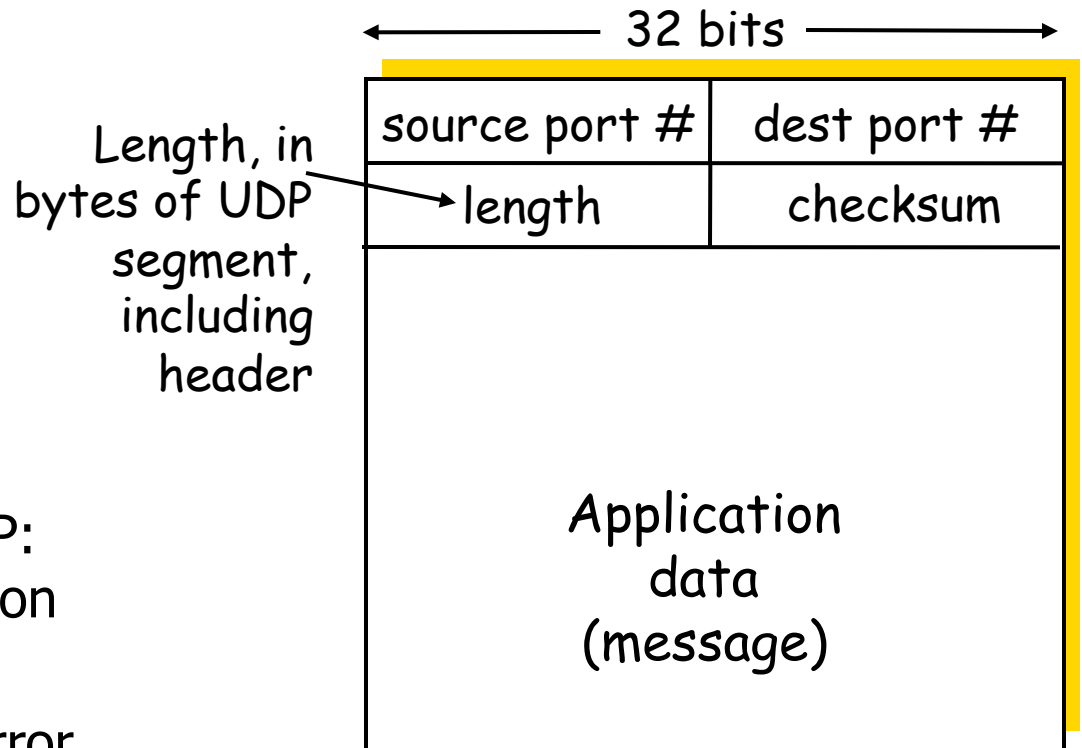 32 bits
source port # dest port #
Length, in
bytes of UDP
segment,
including
header
length checksum
Application
data
(message)